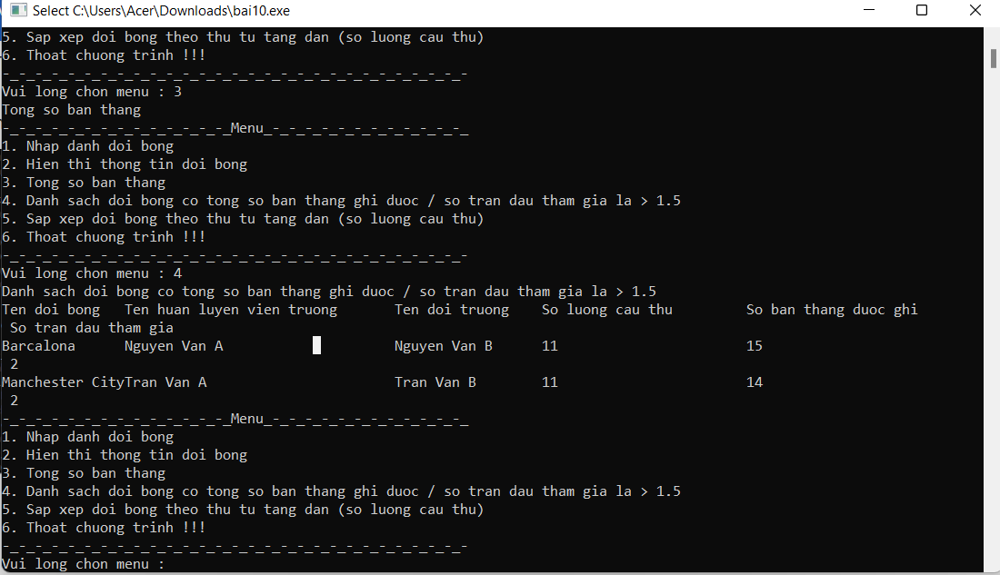 Select C:\Users\Acer\Downloads\bai10.exe
5. Sap xep doi bong theo thu tu tang dan (so luong cau thu)
6. Thoat chuong trinh !!!
-_-_-_-_-_-_-_-_-_-_-_-_-_-_-_-_-_-_-_-_-_-_-_-_-_-_-_-_-
Vui long chon menu : 3
Tong so ban thang
-_-_-_-_-_-_-_-_-_-_-_-_-_-_Menu_-_-_-_-_-_-_-_-_-_-_-_-_
1. Nhap danh doi bong
2. Hien thi thong tin doi bong
3. Tong so ban thang
4. Danh sach doi bong co tong so ban thang ghi duoc / so tran dau tham gia la > 1.5
5. Sap xep doi bong theo thu tu tang dan (so luong cau thu)
6. Thoat chuong trinh !!!
-_-_-_-_-_-_-_-_-_-_-_-_-_-_-_-_-_-_-_-_-_-_-_-_-_-_-_-_-
Vui long chon menu : 4
Danh sach doi bong co tong so ban thang ghi duoc / so tran dau tham gia la > 1.5
Ten doi bong   Ten huan luyen vien truong       Ten doi truong    So luong cau thu         So ban thang duoc ghi
 So tran dau tham gia
Barcalona      Nguyen Van A                     Nguyen Van B      11                       15
 2
Manchester CityTran Van A                       Tran Van B        11                       14
 2
-_-_-_-_-_-_-_-_-_-_-_-_-_-_Menu_-_-_-_-_-_-_-_-_-_-_-_-_
1. Nhap danh doi bong
2. Hien thi thong tin doi bong
3. Tong so ban thang
4. Danh sach doi bong co tong so ban thang ghi duoc / so tran dau tham gia la > 1.5
5. Sap xep doi bong theo thu tu tang dan (so luong cau thu)
6. Thoat chuong trinh !!!
-_-_-_-_-_-_-_-_-_-_-_-_-_-_-_-_-_-_-_-_-_-_-_-_-_-_-_-_-
Vui long chon menu :